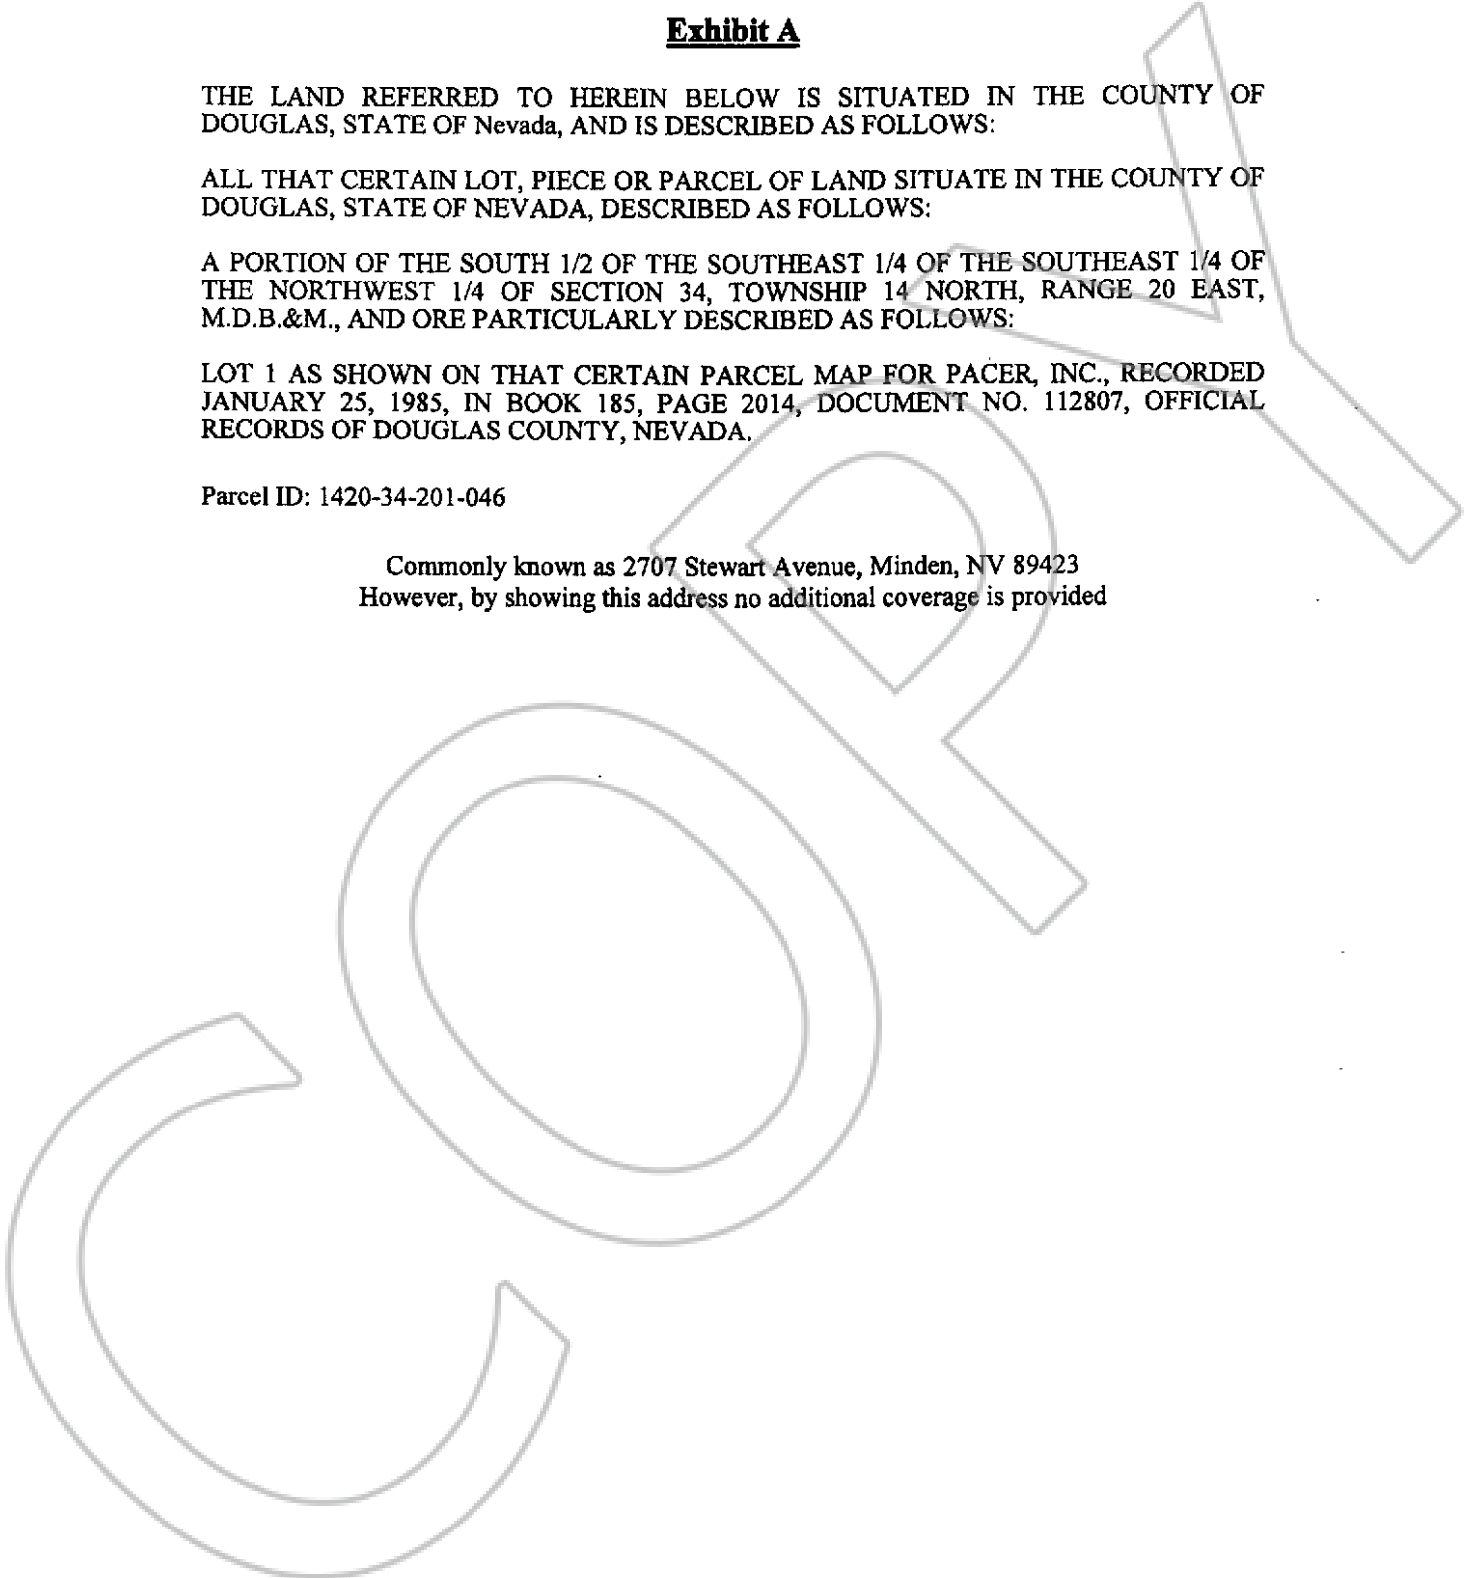 Exhibit A
THE LAND REFERRED TO HEREIN BELOW IS SITUATED IN THE COUNTY OF
DOUGLAS, STATE OF Nevada, AND IS DESCRIBED AS FOLLOWS:
ALL THAT CERTAIN LOT, PIECE OR PARCEL OF LAND SITUATE IN THE COUNTY OF
DOUGLAS, STATE OF NEVADA, DESCRIBED AS FOLLOWS:
A PORTION OF THE SOUTH 1/2 OF THE SOUTHEAST 1/4 OF THE SOUTHEAST 1/4 OF
THE NORTHWEST 1/4 OF SECTION 34, TOWNSHIP 14 NORTH, RANGE 20 EAST,
M.D.B.&M., AND ORE PARTICULARLY DESCRIBED AS FOLLOWS:
LOT 1 AS SHOWN ON THAT CERTAIN PARCEL MAP FOR PACER, INC., RECORDED
JANUARY 25, 1985, IN BOOK 185, PAGE 2014, DOCUMENT NO. 112807, OFFICIAL
RECORDS OF DOUGLAS COUNTY, NEVADA.
Parcel ID: 1420-34-201-046
Commonly known as 2707 Stewart Avenue, Minden, NV 89423
However, by showing this address no additional coverage is provided
COPY